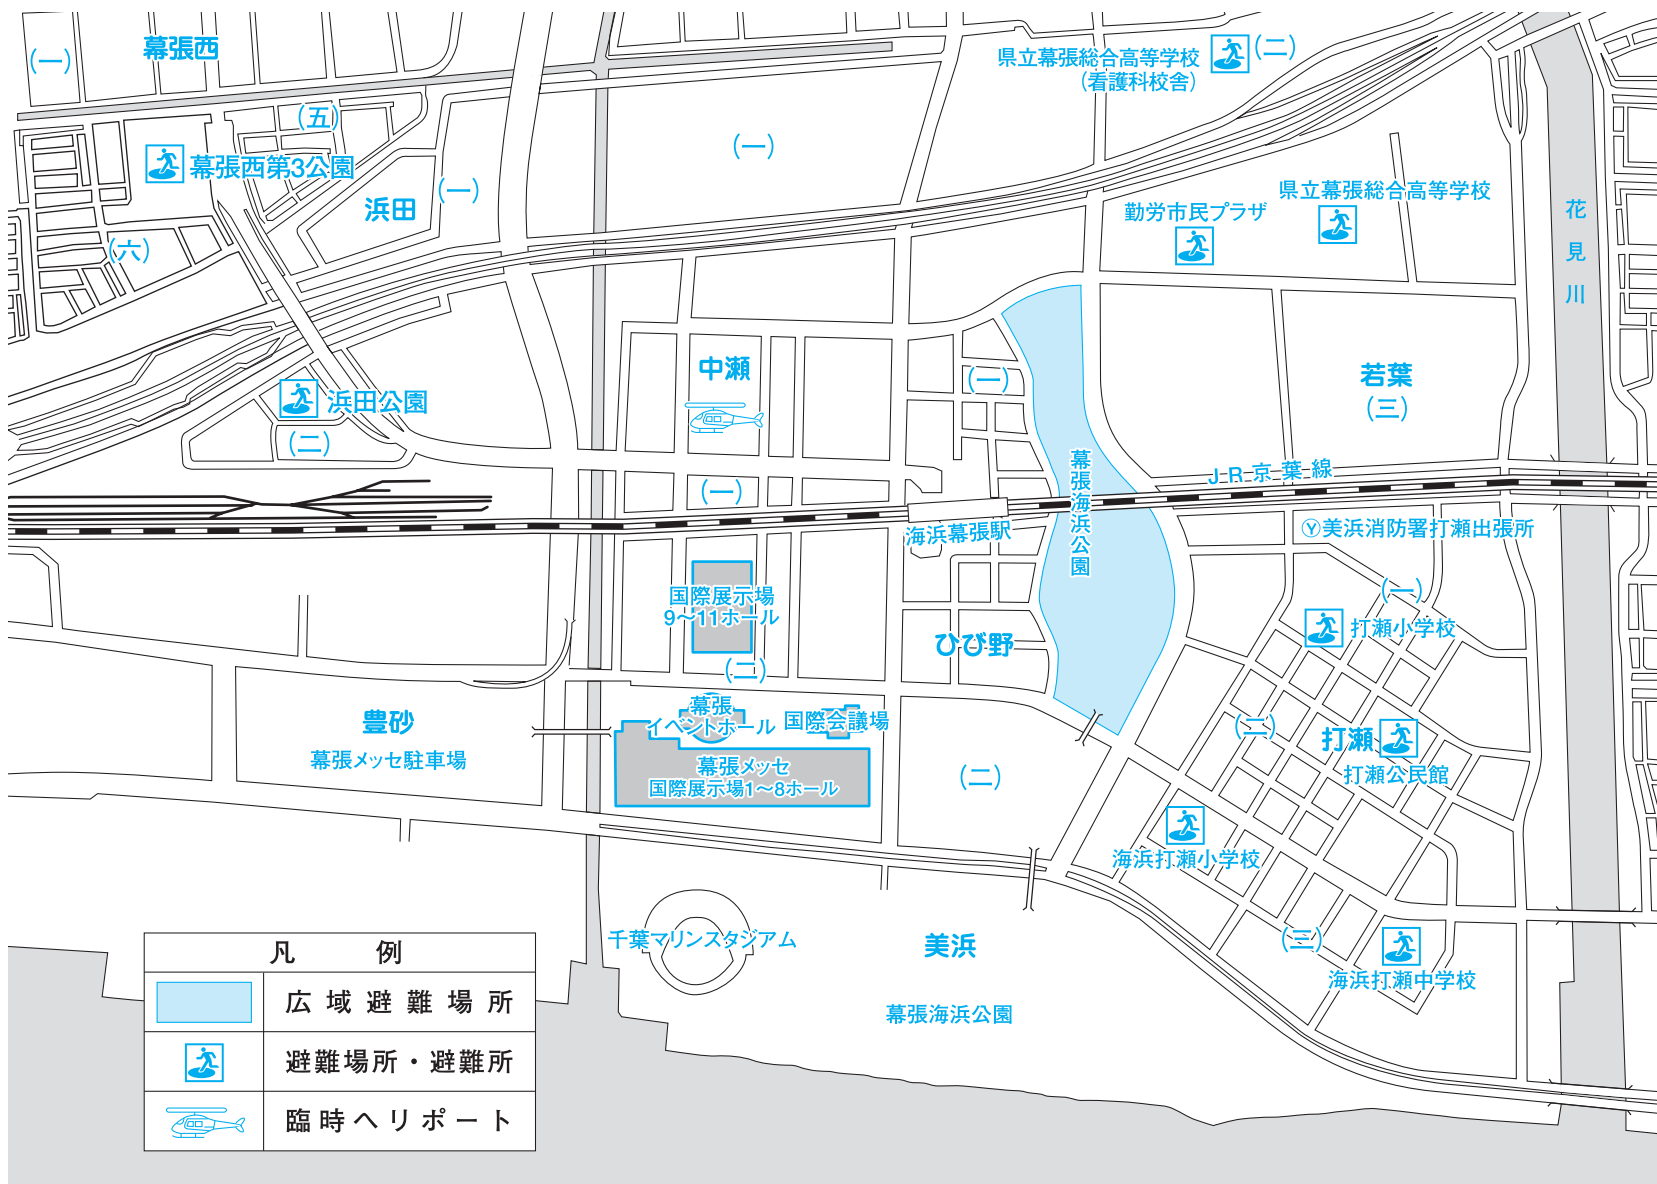 幕張西
(一)
(五)
幕張西第3公園
(六)
浜田
(一)
(一)
県立幕張総合高等学校
(看護科校舎)
(二)
県立幕張総合高等学校
勤労市民プラザ
花見川
浜田公園
(二)
中瀬
(一)
(一)
若葉
(三)
幕張海浜公園
JR京葉線
海浜幕張駅
Ⓨ美浜消防署打瀬出張所
国際展示場
9～11ホール
(二)
ひび野
(一)
打瀬小学校
豊砂
幕張メッセ駐車場
幕張
イベントホール
国際会議場
幕張メッセ
国際展示場1～8ホール
(二)
(二)
打瀬
打瀬公民館
海浜打瀬小学校
千葉マリンスタジアム
美浜
幕張海浜公園
(三)
海浜打瀬中学校
凡例
広域避難場所
避難場所・避難所
臨時ヘリポート